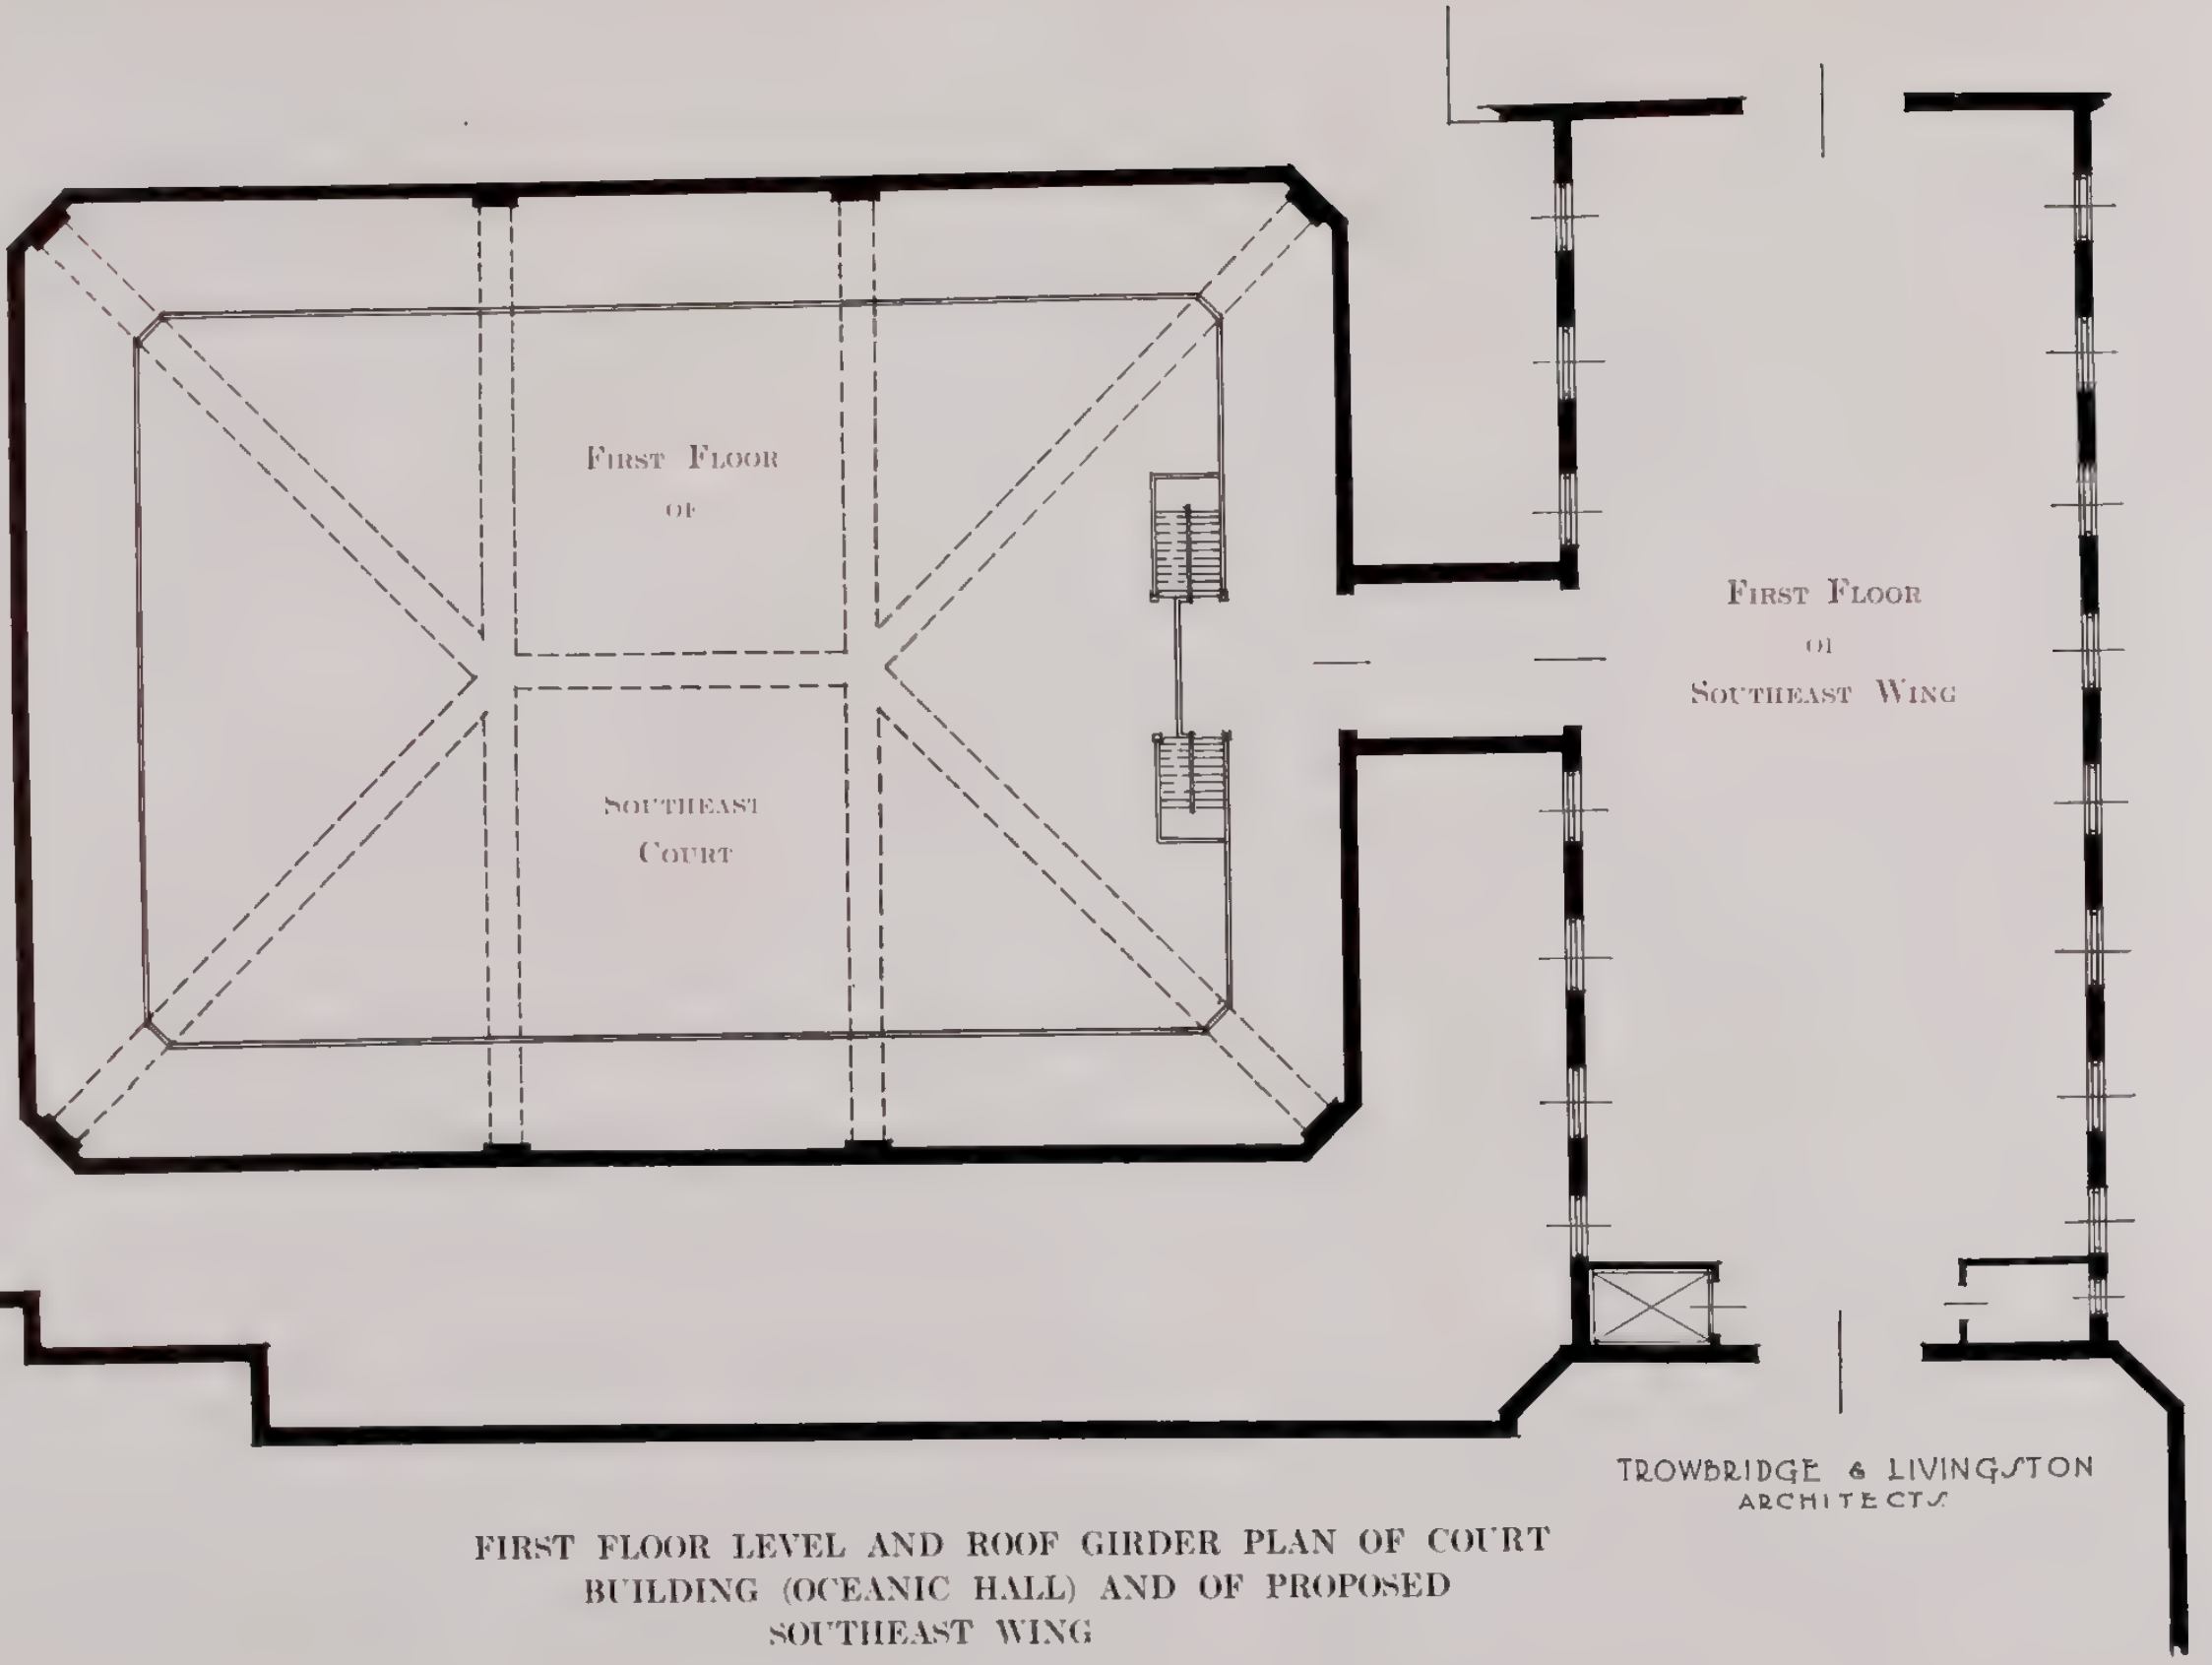 FIRST FLOOR
OF
SOUTHEAST
COURT
FIRST FLOOR
OF
SOUTHEAST WING
TROWBRIDGE & LIVINGSTON
ARCHITECTS
FIRST FLOOR LEVEL AND ROOF GIRDER PLAN OF COURT
BUILDING (OCEANIC HALL) AND OF PROPOSED
SOUTHEAST WING